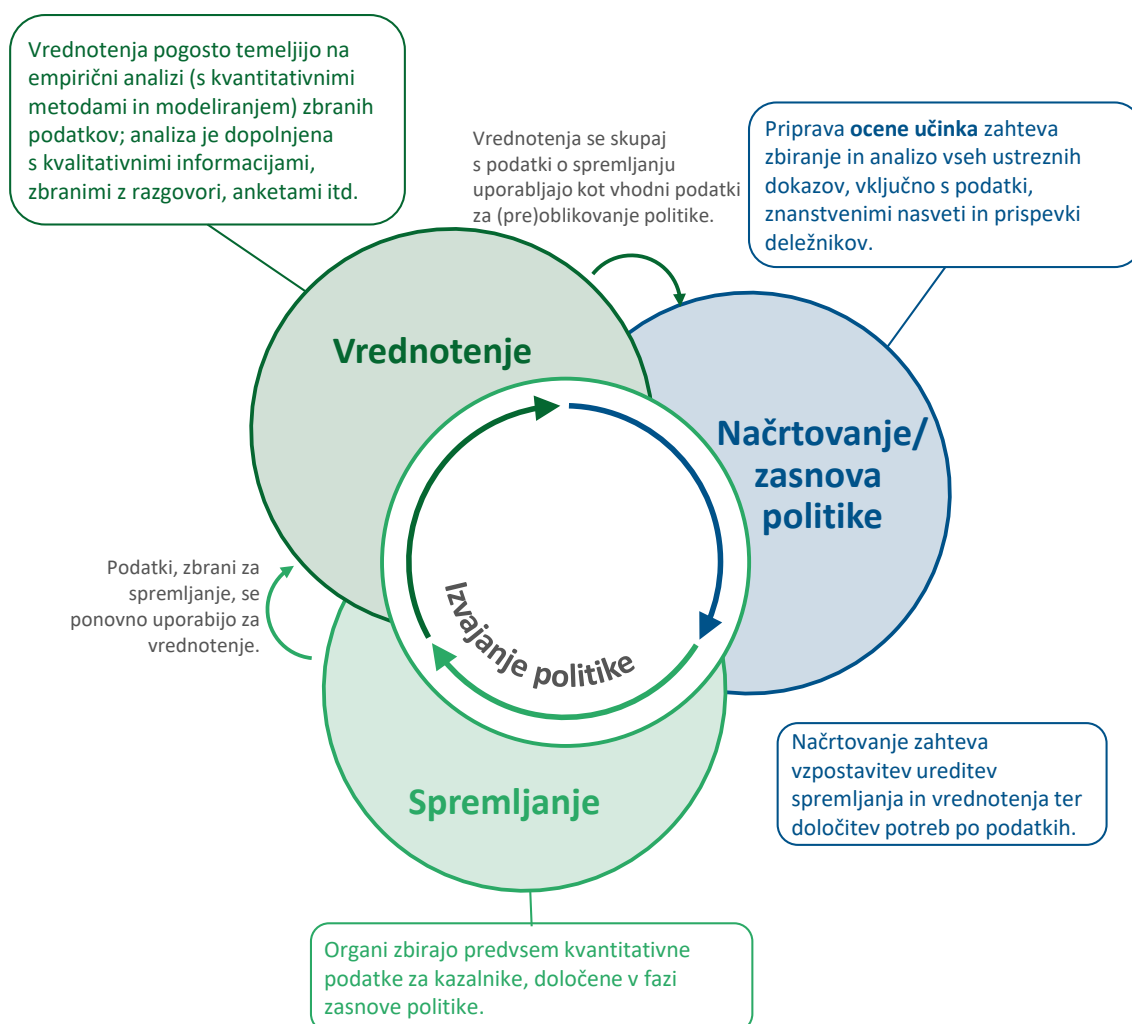 Vrednotenja pogosto temeljijo na
empirični analizi (s kvantitativnimi
metodami in modeliranjem) zbranih
podatkov; analiza je dopolnjena
s kvalitativnimi informacijami,
zbranimi z razgovori, anketami itd.
Vrednotenja se skupaj
s podatki o spremljanju
uporabljajo kot vhodni podatki
za (pre)oblikovanje politike.
Priprava ocene učinka zahteva
zbiranje in analizo vseh ustreznih
dokazov, vključno s podatki,
znanstvenimi nasveti in prispevki
deležnikov.
Vrednotenje
Načrtovanje/
zasnova
politike
Podatki, zbrani za
spremljanje, se
ponovno uporabijo za
vrednotenje.
Izvajanje politike
Spremljanje
Načrtovanje zahteva
vzpostavitev ureditev
spremljanja in vrednotenja ter
določitev potreb po podatkih.
Organi zbirajo predvsem kvantitativne
podatke za kazalnike, določene v fazi
zasnove politike.